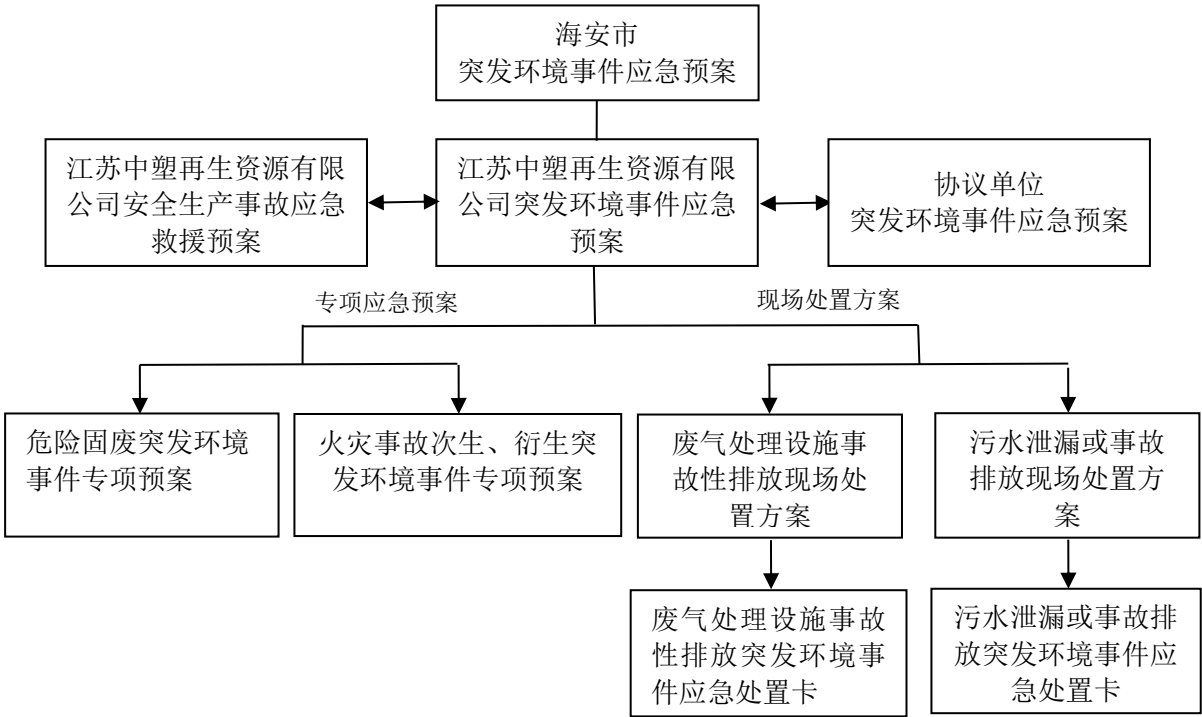 海安市
突发环境事件应急预案
江苏中塑再生资源有限
公司安全生产事故应急
救援预案
江苏中塑再生资源有限
公司突发环境事件应急
预案
协议单位
突发环境事件应急预案
专项应急预案
现场处置方案
危险固废突发环境
事件专项预案
火灾事故次生、衍生突
发环境事件专项预案
废气处理设施事
故性排放现场处
置方案
污水泄漏或事故
排放现场处置方
案
废气处理设施事故
性排放突发环境事
件应急处置卡
污水泄漏或事故排
放突发环境事件应
急处置卡